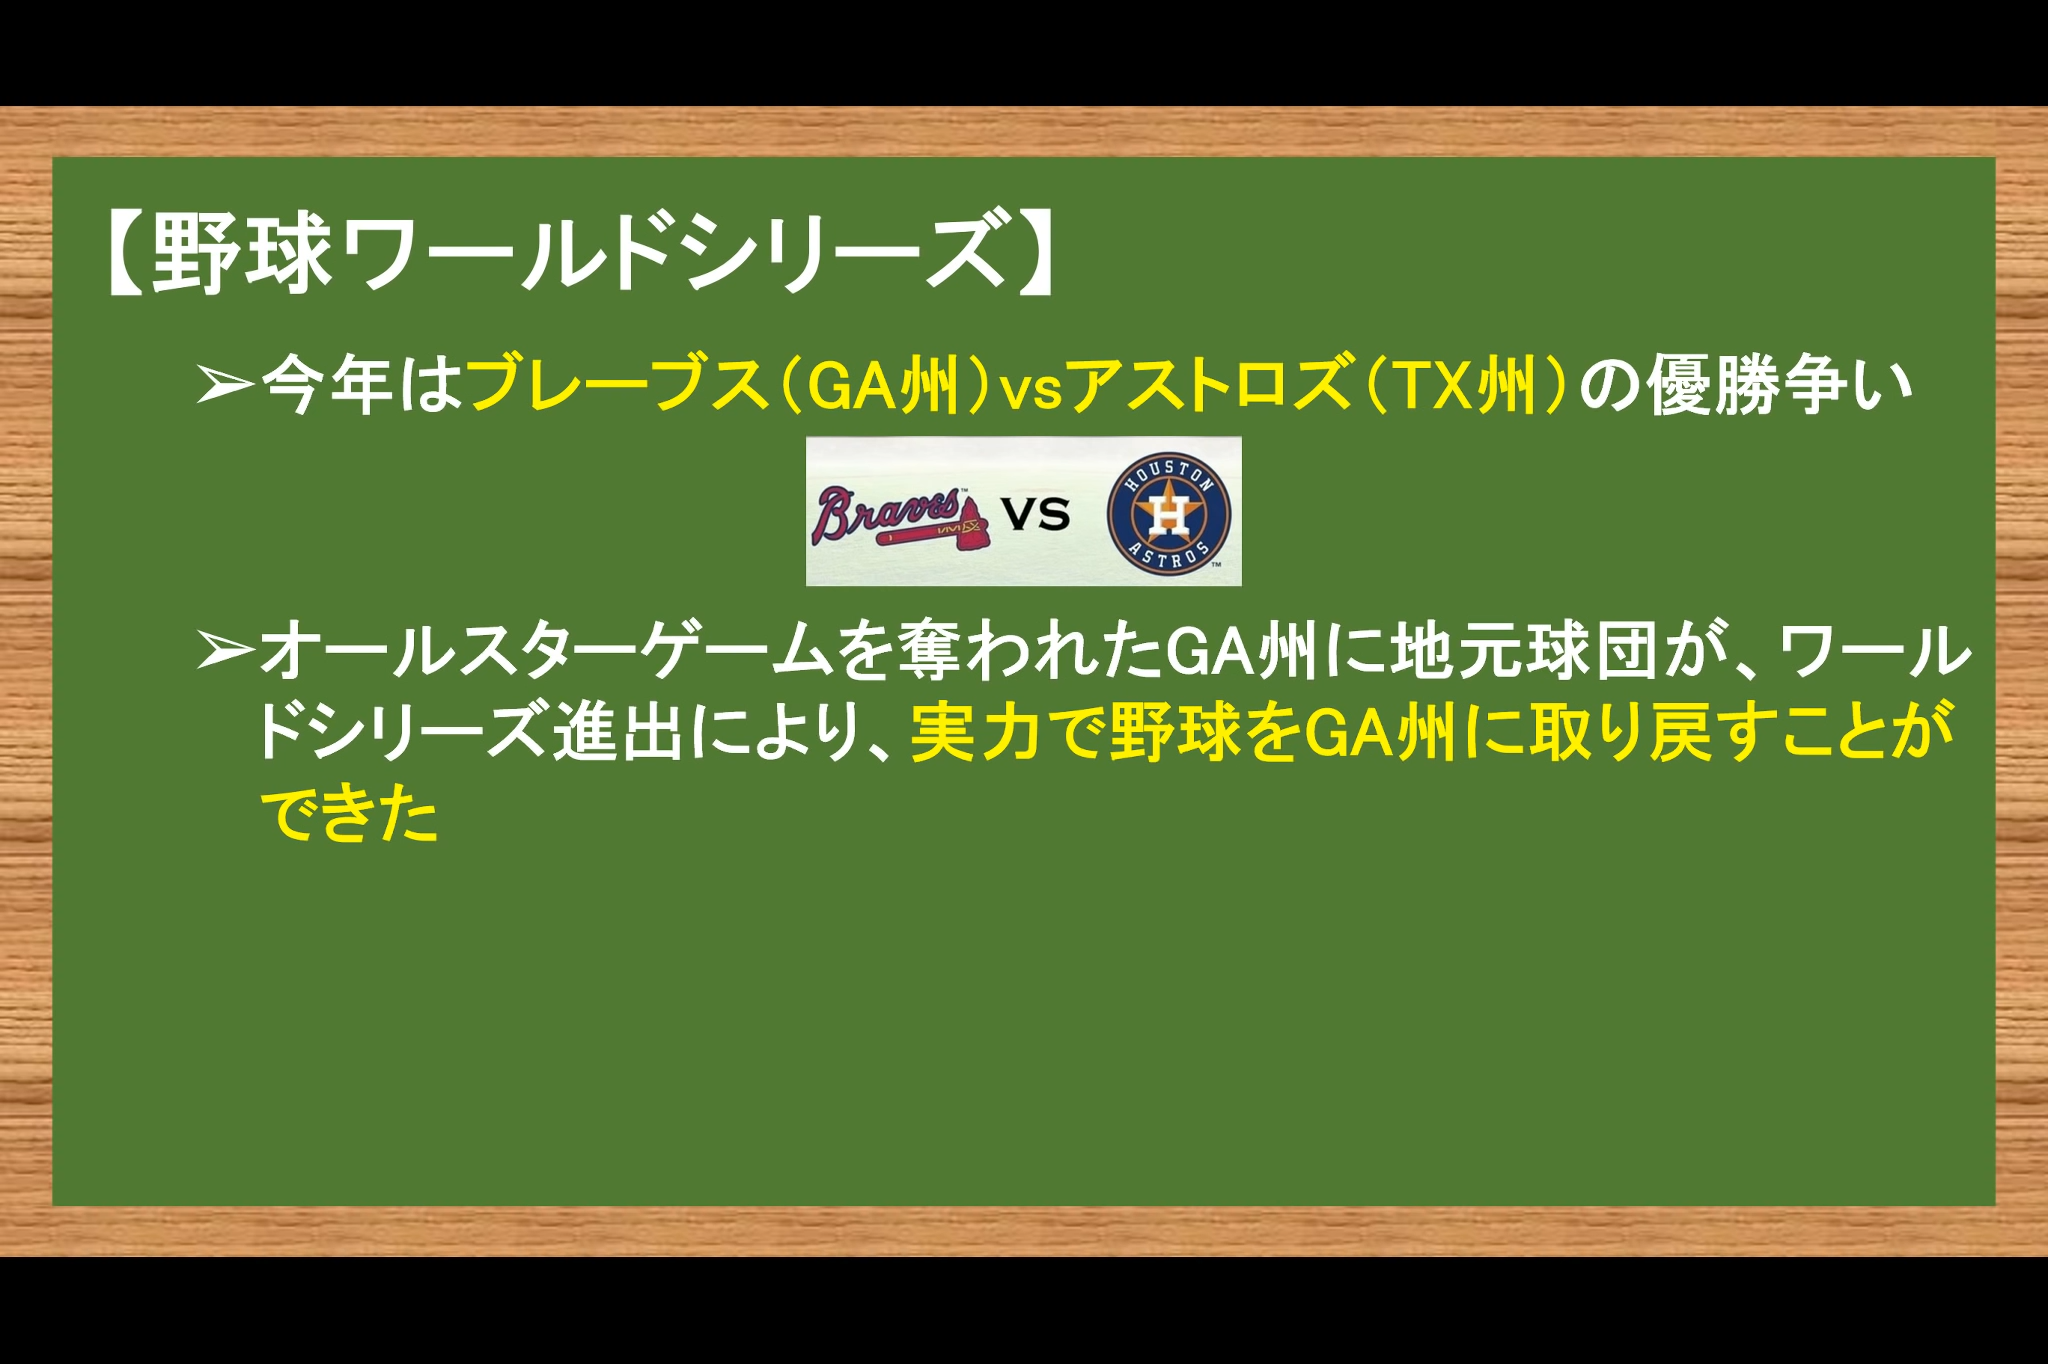 【野球ワールドシリーズ】
➢今年はブレーブス（GA州）vsアストロズ（TX州）の優勝争い
Braves™ VS HOUSTON H ASTROS™
➢オールスターゲームを奪われたGA州に地元球団が、ワール
ドシリーズ進出により、実力で野球をGA州に取り戻すことが
できた